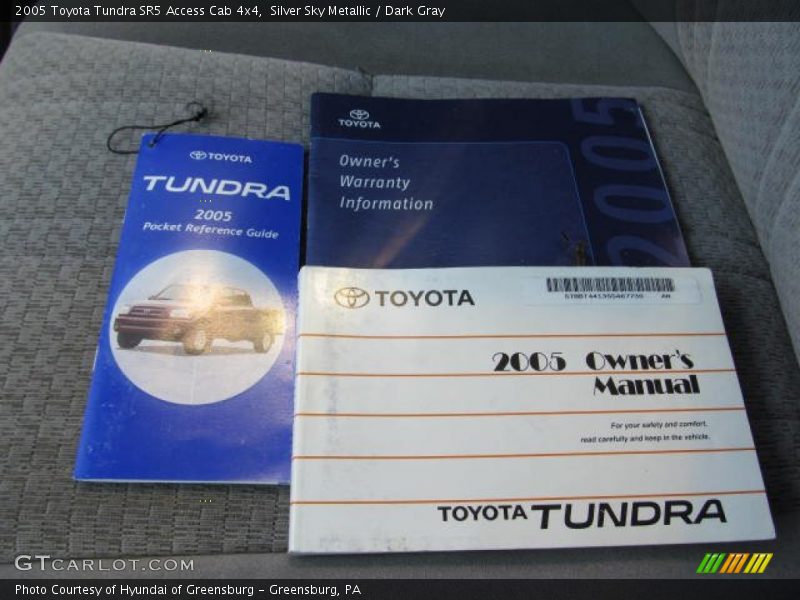 2005 Toyota Tundra SR5 Access Cab 4x4,  Silver Sky Metallic / Dark Gray
TOYOTA
TUNDRA
2005
Pocket Reference Guide
TOYOTA
Owner's
Warranty
Information
2005
TOYOTA
2005 Owner's
Manual
For your safety and comfort,
read carefully and keep in the vehicle.
TOYOTA TUNDRA
GTCARLOT.COM
Photo Courtesy of Hyundai of Greensburg - Greensburg, PA